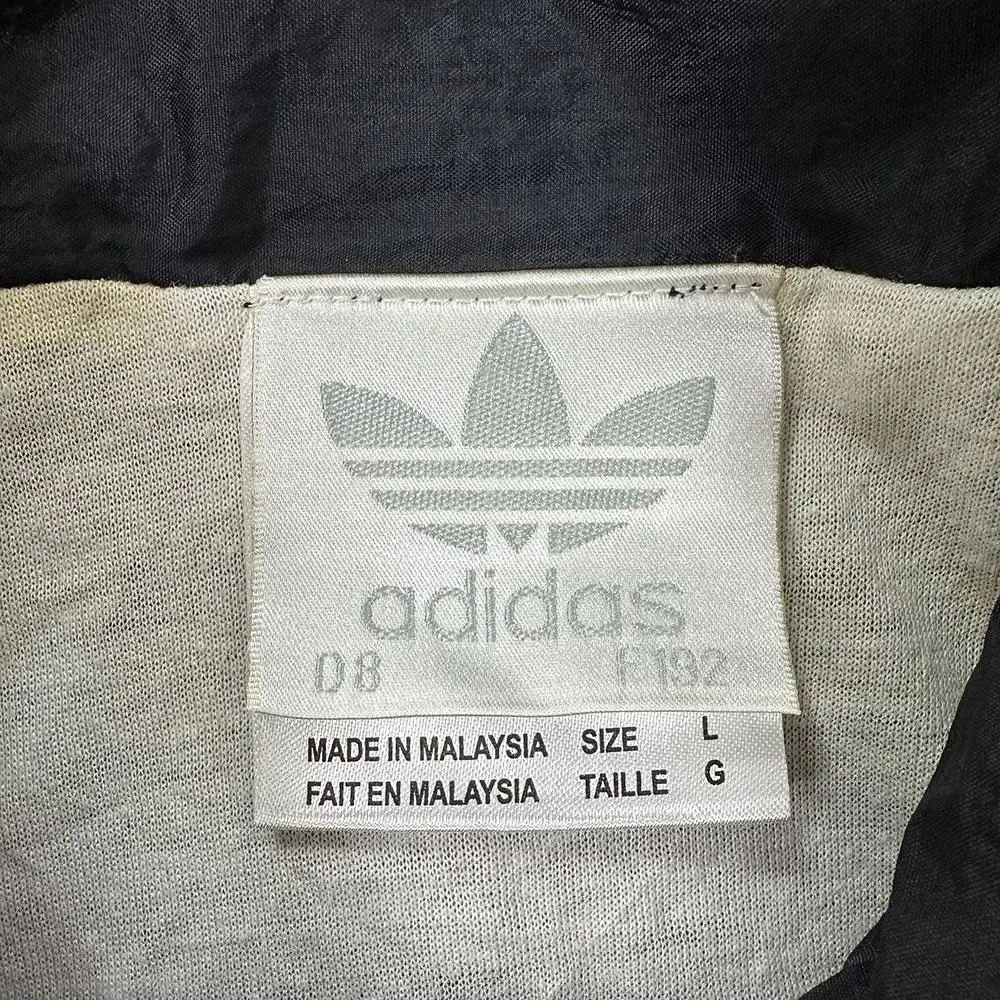 adidas
D8 F192
MADE IN MALAYSIA SIZE L
FAIT EN MALAYSIA TAILLE G